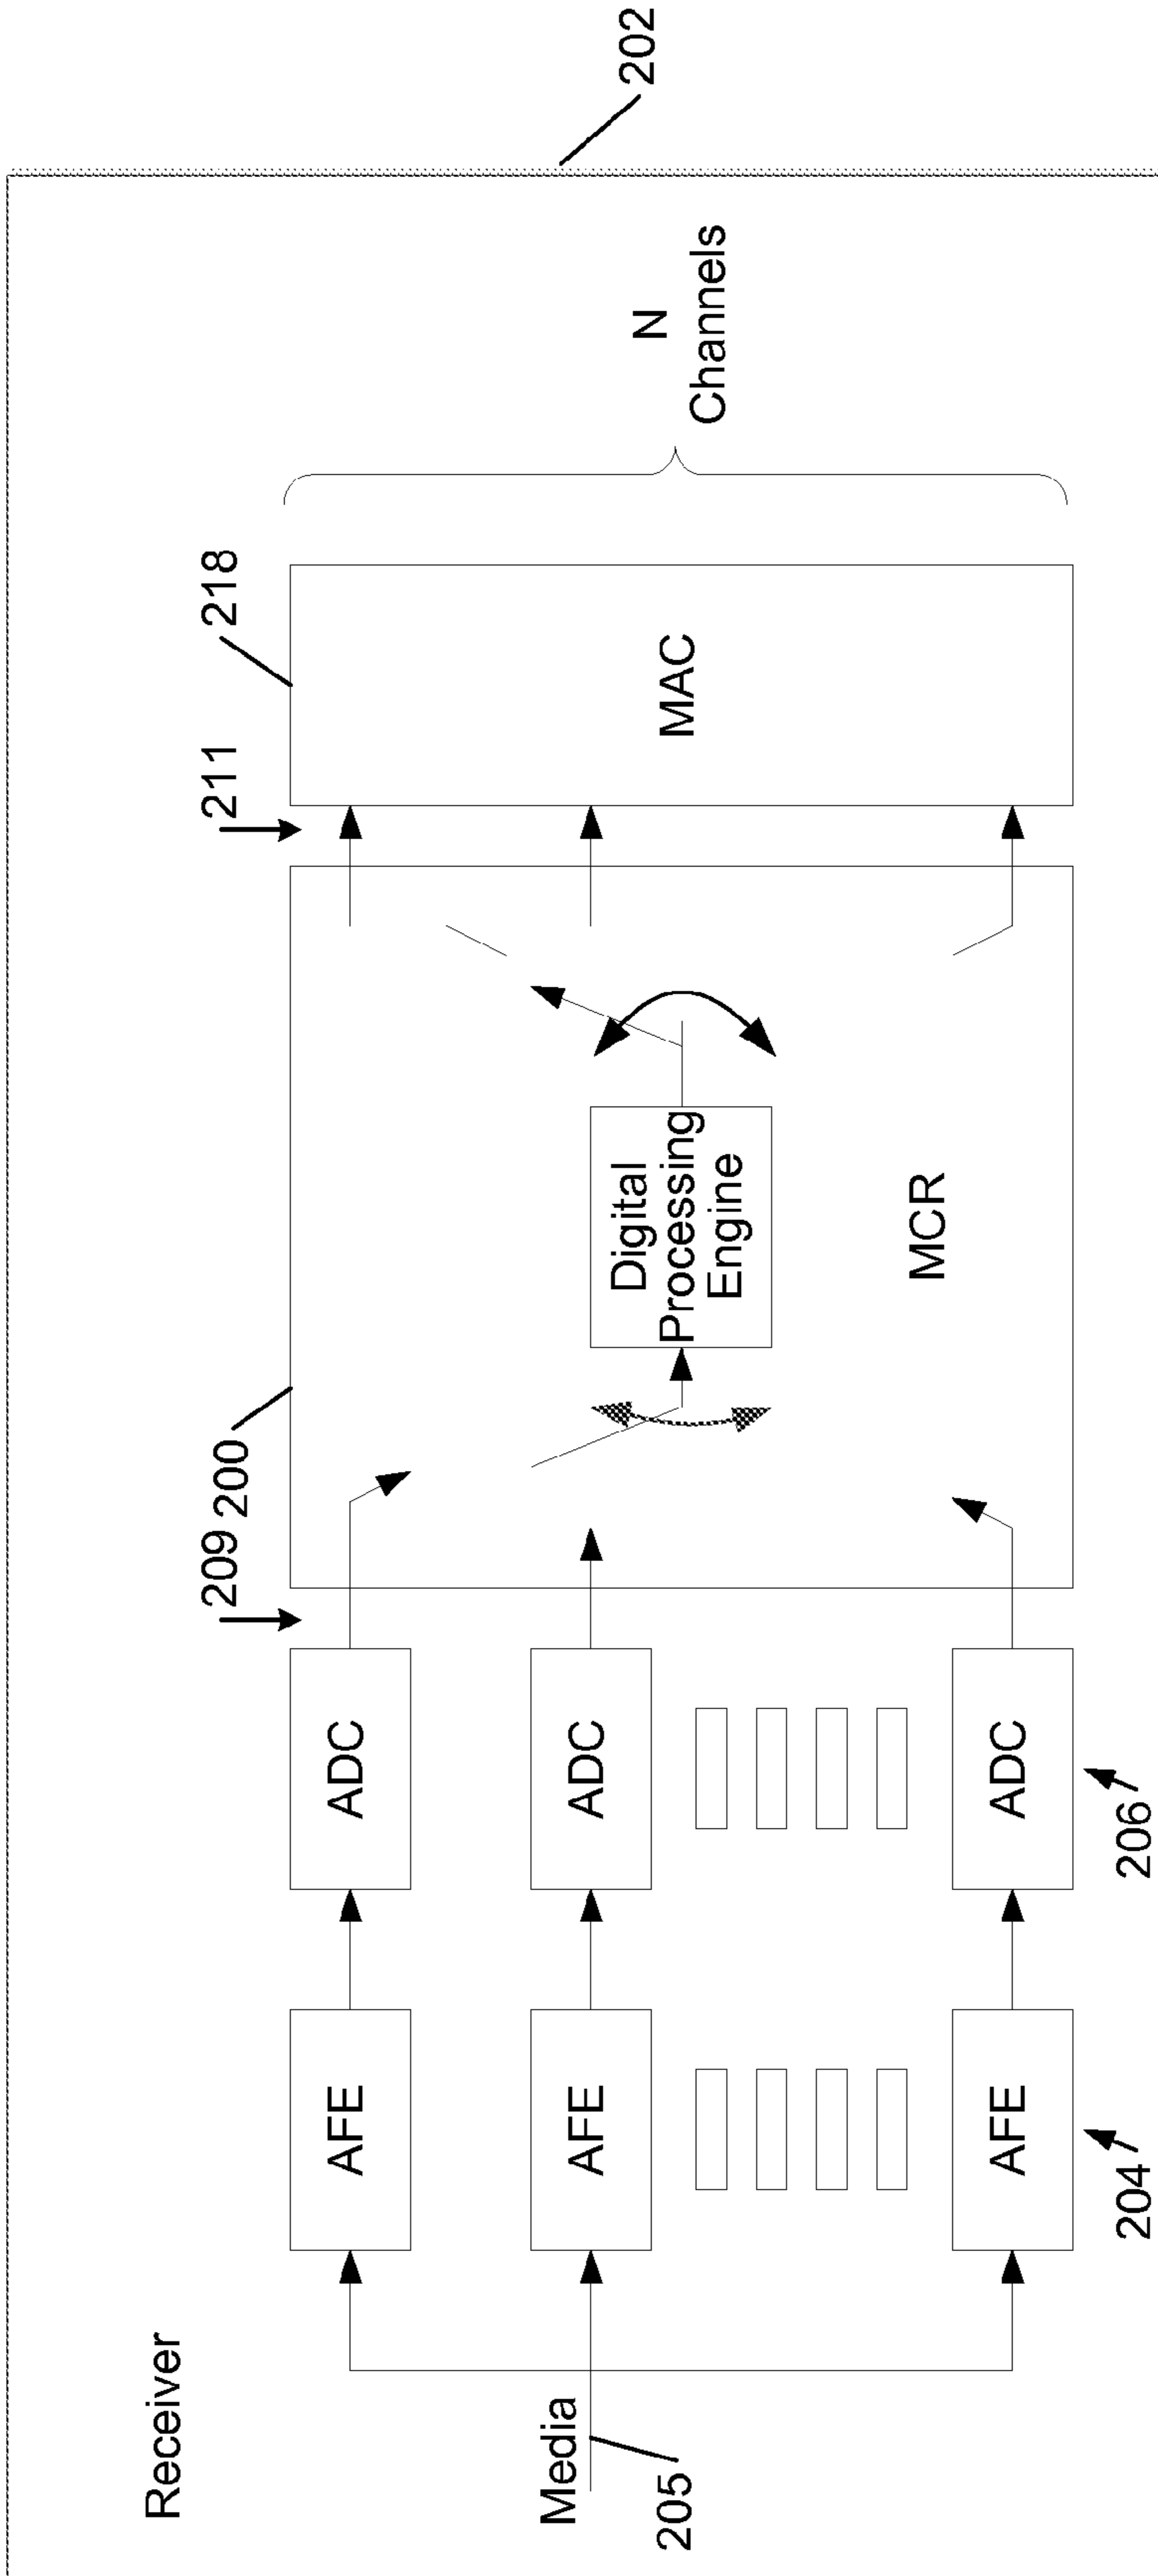 Receiver
202
209
200
211
218
Media
205
AFE
ADC
AFE
ADC
AFE
ADC
204
206
Digital
Processing
Engine
MCR
MAC
N
Channels